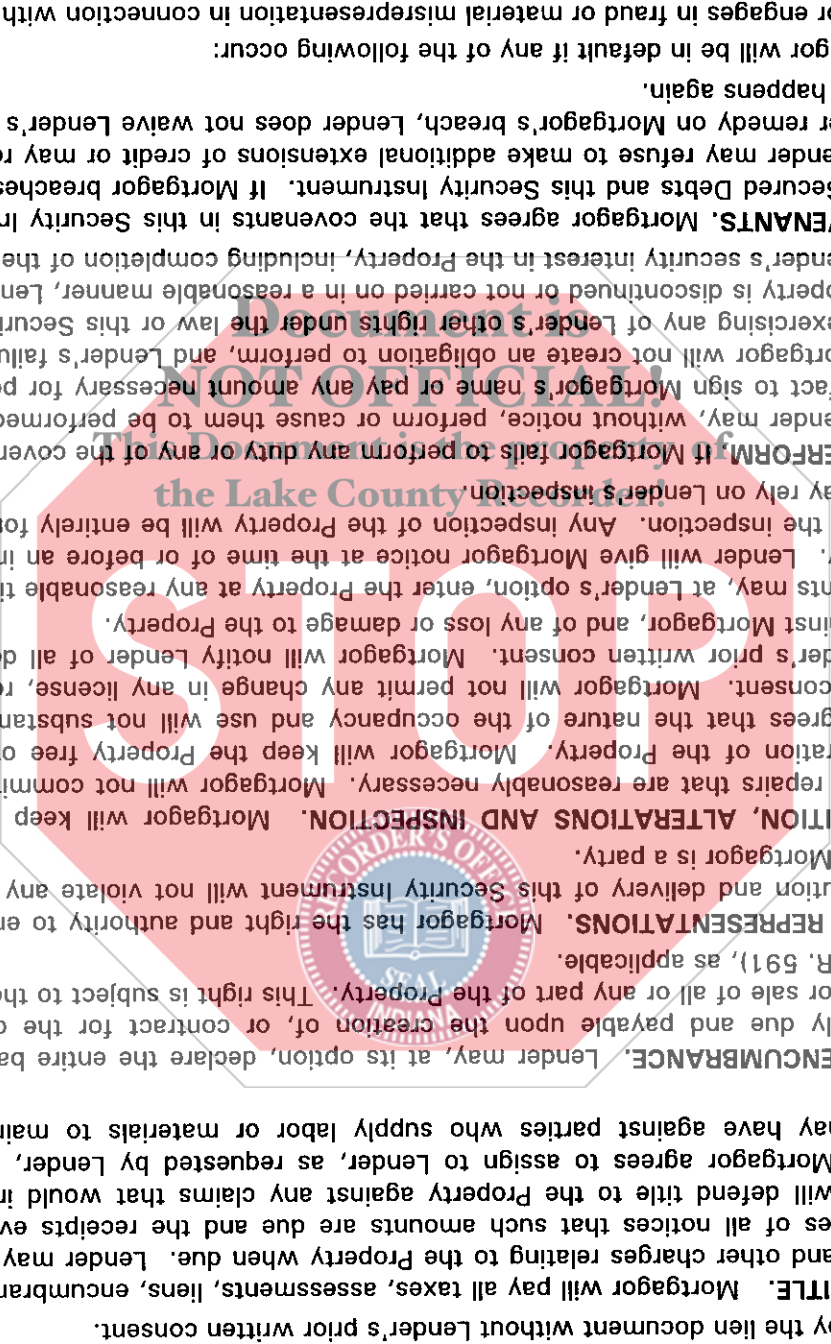 by the lien document without Lender's prior written consent.
ITLE. Mortgagor will pay all taxes, assessments, liens, encumbran
and other charges relating to the Property when due. Lender may
es of all notices that such amounts are due and the receipts ev
will defend title to the Property against any claims that would i
Mortgagor agrees to assign to Lender, as requested by Lender,
nay have against parties who supply labor or materials to main
ENCUMBRANCE. Lender may, at its option, declare the entire ba
ly due and payable upon the creation of, or contract for the c
or sale of all or any part of the Property. This right is subject to th
R. 591), as applicable.
REPRESENTATIONS. Mortgagor has the right and authority to en
ution and delivery of this Security Instrument will not violate any
Mortgagor is a party.
ITION, ALTERATIONS AND INSPECTION. Mortgagor will keep
repairs that are reasonably necessary. Mortgagor will not commi
ration of the Property. Mortgagor will keep the Property free o
grees that the nature of the occupancy and use will not substan
consent. Mortgagor will not permit any change in any license, r
der's prior written consent. Mortgagor will notify Lender of all d
ainst Mortgagor, and of any loss or damage to the Property.
nts may, at Lender's option, enter the Property at any reasonable ti
y. Lender will give Mortgagor notice at the time of or before an i
the inspection. Any inspection of the Property will be entirely fo
ay rely on Lender's inspection.
ERFORM. If Mortgagor fails to perform any duty or any of the cove
ender may, without notice, perform or cause them to be performe
fact to sign Mortgagor's name or pay any amount necessary for pe
ortgagor will not create an obligation to perform, and Lender's failu
exercising any of Lender's other rights under the law or this Securi
operty is discontinued or not carried on in a reasonable manner, Len
ender's security interest in the Property, including completion of the
VENANTS. Mortgagor agrees that the covenants in this Security In
Secured Debts and this Security Instrument. If Mortgagor breaches
ender may refuse to make additional extensions of credit or may r
er remedy on Mortgagor's breach, Lender does not waive Lender's
happens again.
gor will be in default if any of the following occur:
or engages in fraud or material misrepresentation in connection with
Document is
NOT OFFICIAL!
This Document is the property of
the Lake County Recorder!
STOP
RECORDER'S OFFICE
SEAL
INDIANA